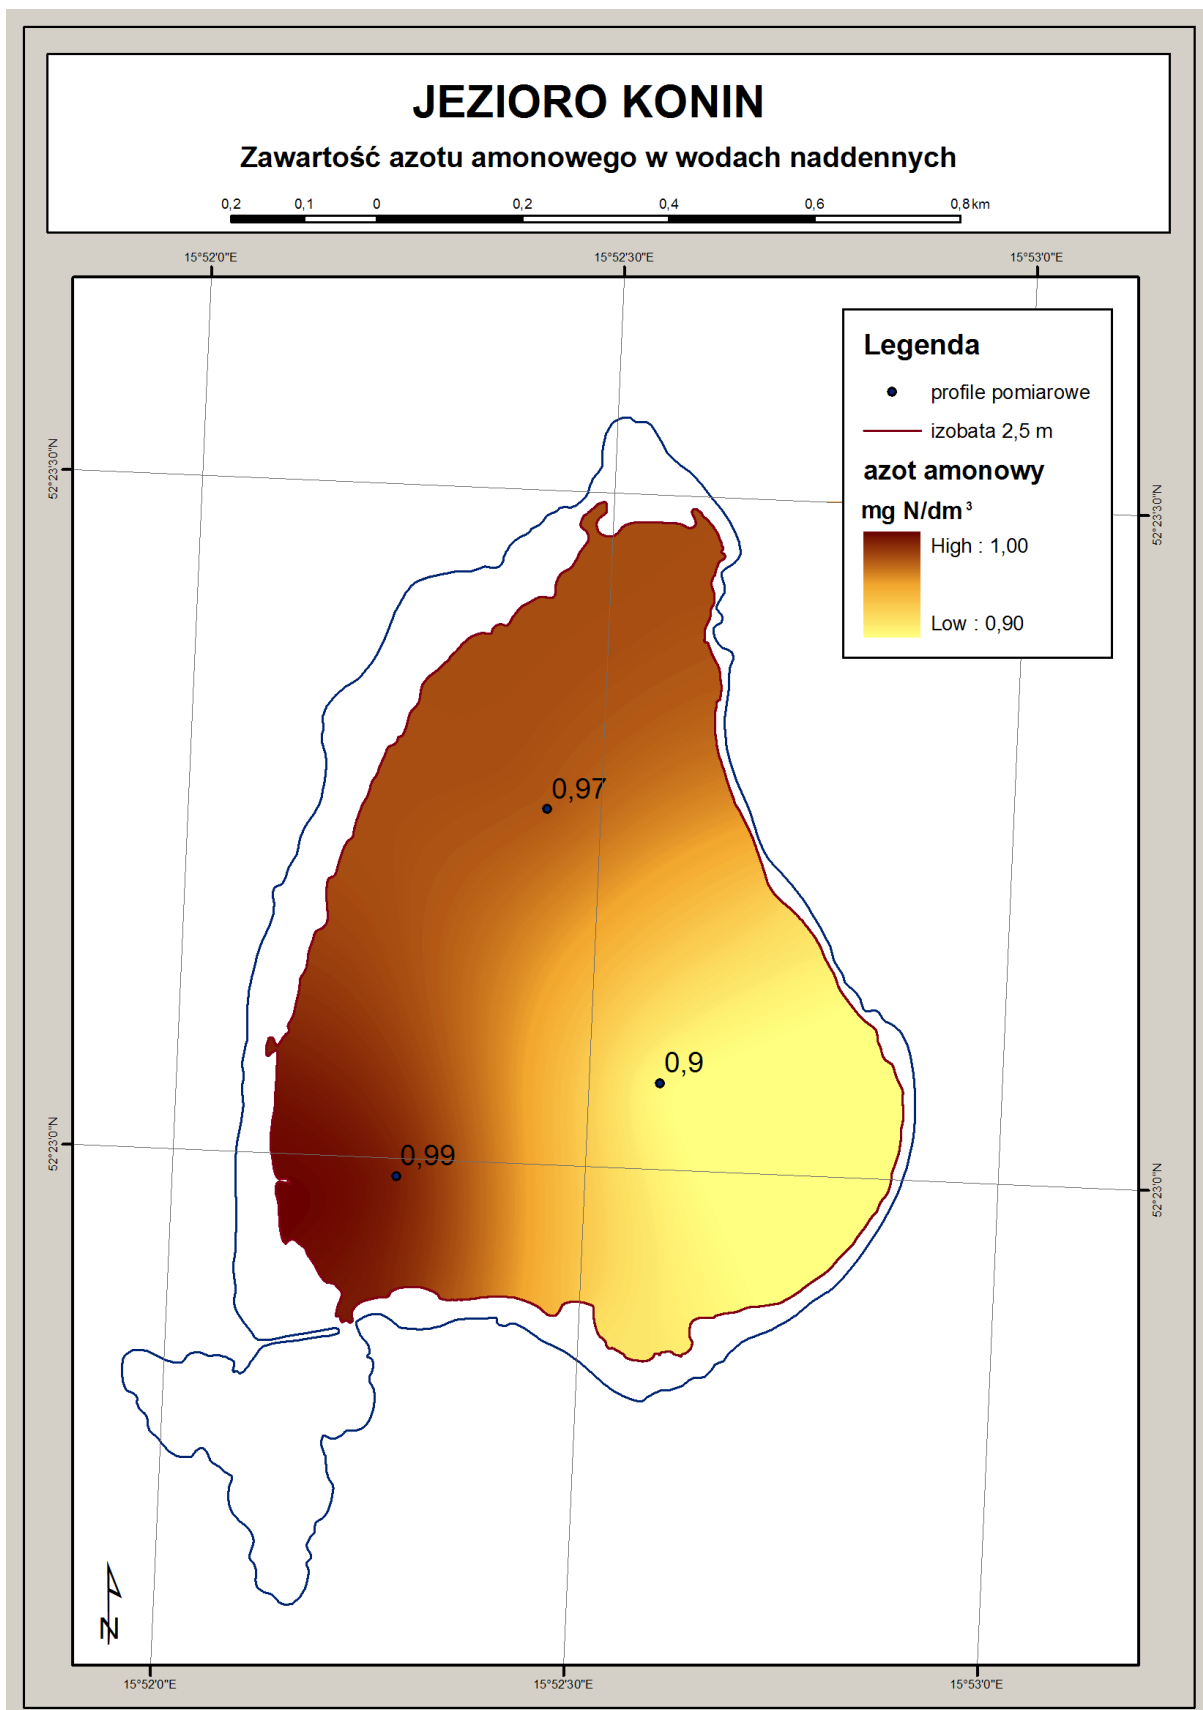 JEZIORO KONIN
Zawartość azotu amonowego w wodach naddennych
0,2 0,1 0 0,2 0,4 0,6 0,8 km
15°52'0"E 15°52'30"E 15°53'0"E
Legenda
profile pomiarowe
izobata 2,5 m
azot amonowy
mg N/dm³
High : 1,00
Low : 0,90
52°23'30"N
52°23'30"N
0,97
0,9
0,99
52°23'0"N
52°23'0"N
N
15°52'0"E 15°52'30"E 15°53'0"E